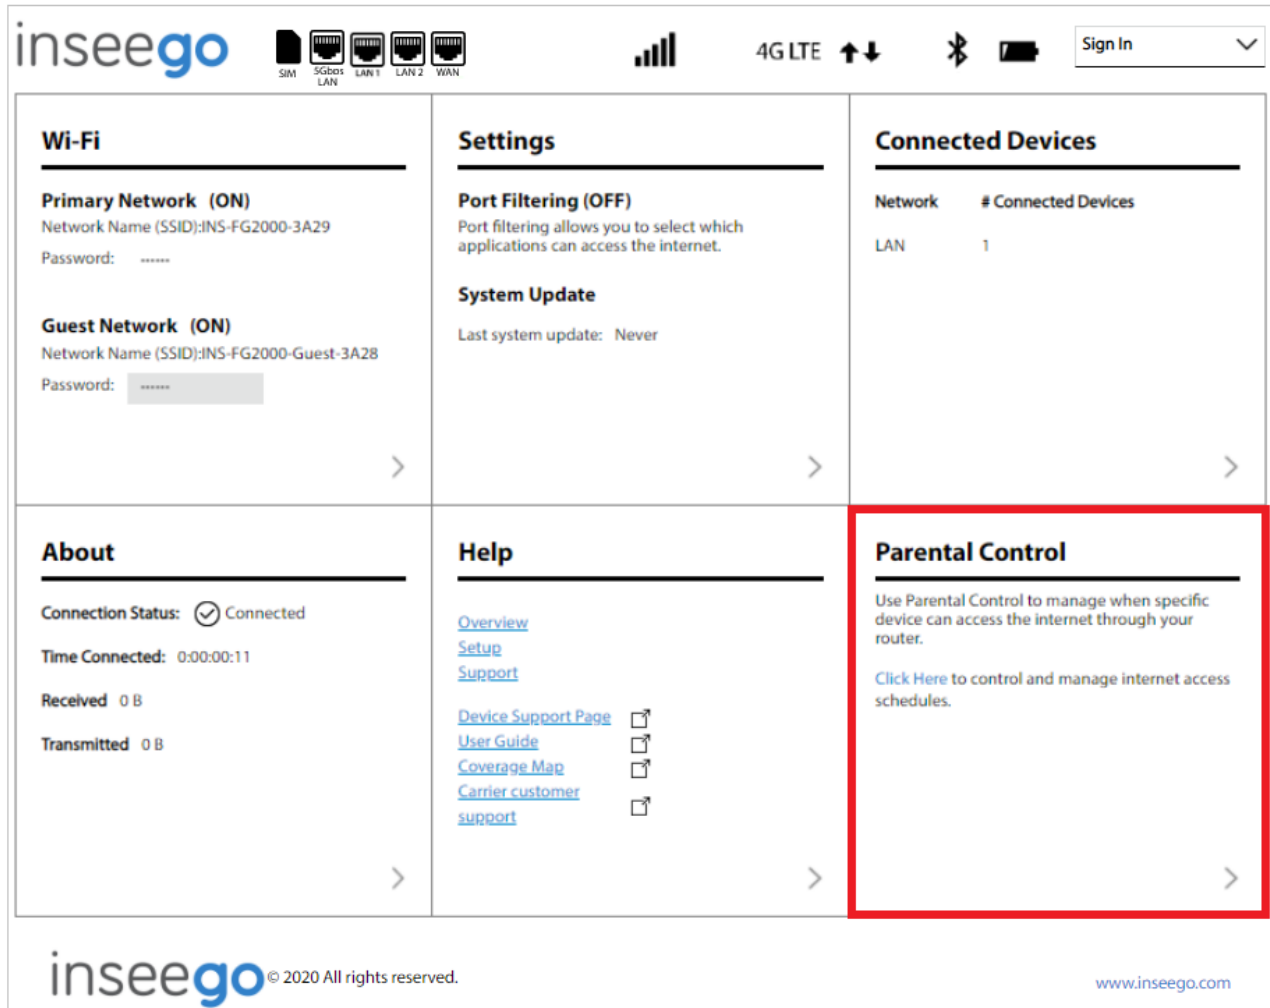 inseego
SIM
5Gbps
LAN
LAN 1
LAN 2
WAN
4G LTE
Sign In
Wi-Fi
Primary Network (ON)
Network Name (SSID):INS-FG2000-3A29
Password: ······
Guest Network (ON)
Network Name (SSID):INS-FG2000-Guest-3A28
Password: ······
Settings
Port Filtering (OFF)
Port filtering allows you to select which
applications can access the internet.
System Update
Last system update: Never
Connected Devices
Network # Connected Devices
LAN 1
About
Connection Status: Connected
Time Connected: 0:00:00:11
Received 0 B
Transmitted 0 B
Help
Overview
Setup
Support
Device Support Page
User Guide
Coverage Map
Carrier customer
support
Parental Control
Use Parental Control to manage when specific
device can access the internet through your
router.
Click Here to control and manage internet access
schedules.
inseego © 2020 All rights reserved.
www.inseego.com